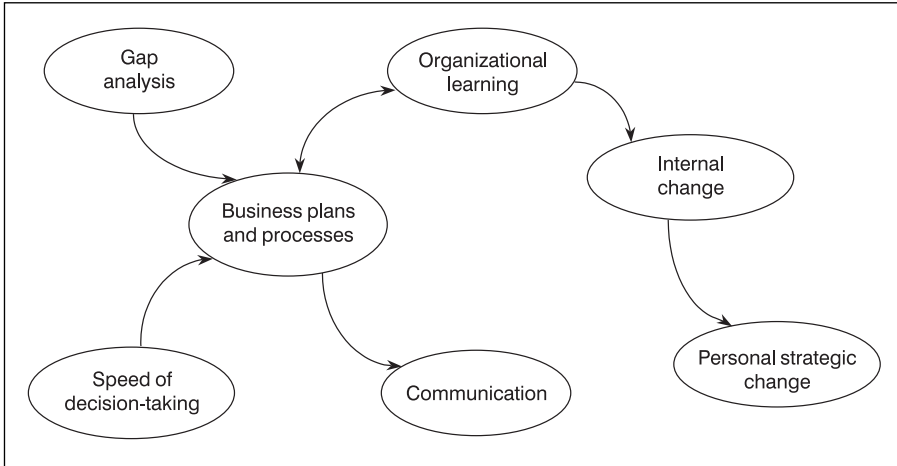 Gap
analysis
Organizational
learning
Internal
change
Business plans
and processes
Personal strategic
change
Speed of
decision-taking
Communication